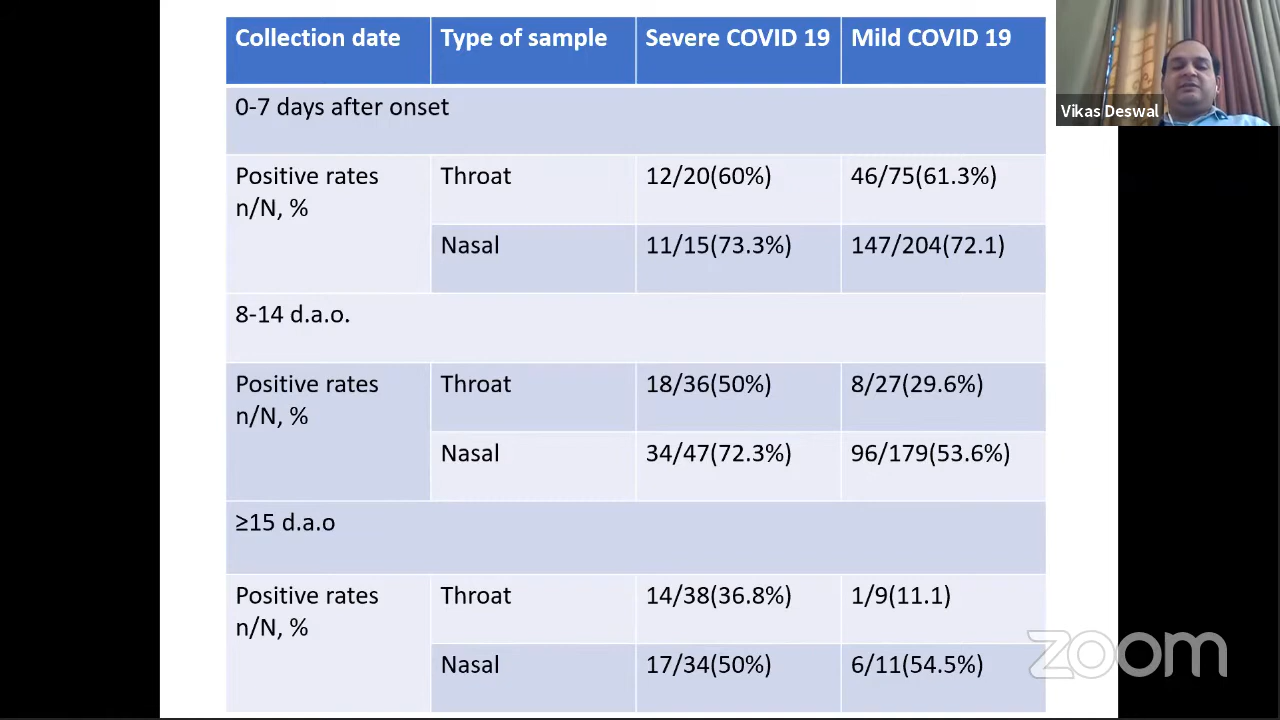 Collection date Type of sample Severe COVID 19 Mild COVID 19
0-7 days after onset
Positive rates Throat 12/20(60%) 46/75(61.3%)
n/N, %
Nasal 11/15(73.3%) 147/204(72.1)
8-14 d.a.o.
Positive rates Throat 18/36(50%) 8/27(29.6%)
n/N, %
Nasal 34/47(72.3%) 96/179(53.6%)
≥15 d.a.o
Positive rates Throat 14/38(36.8%) 1/9(11.1)
n/N, %
Nasal 17/34(50%) 6/11(54.5%)
Vikas Deswal
zoom